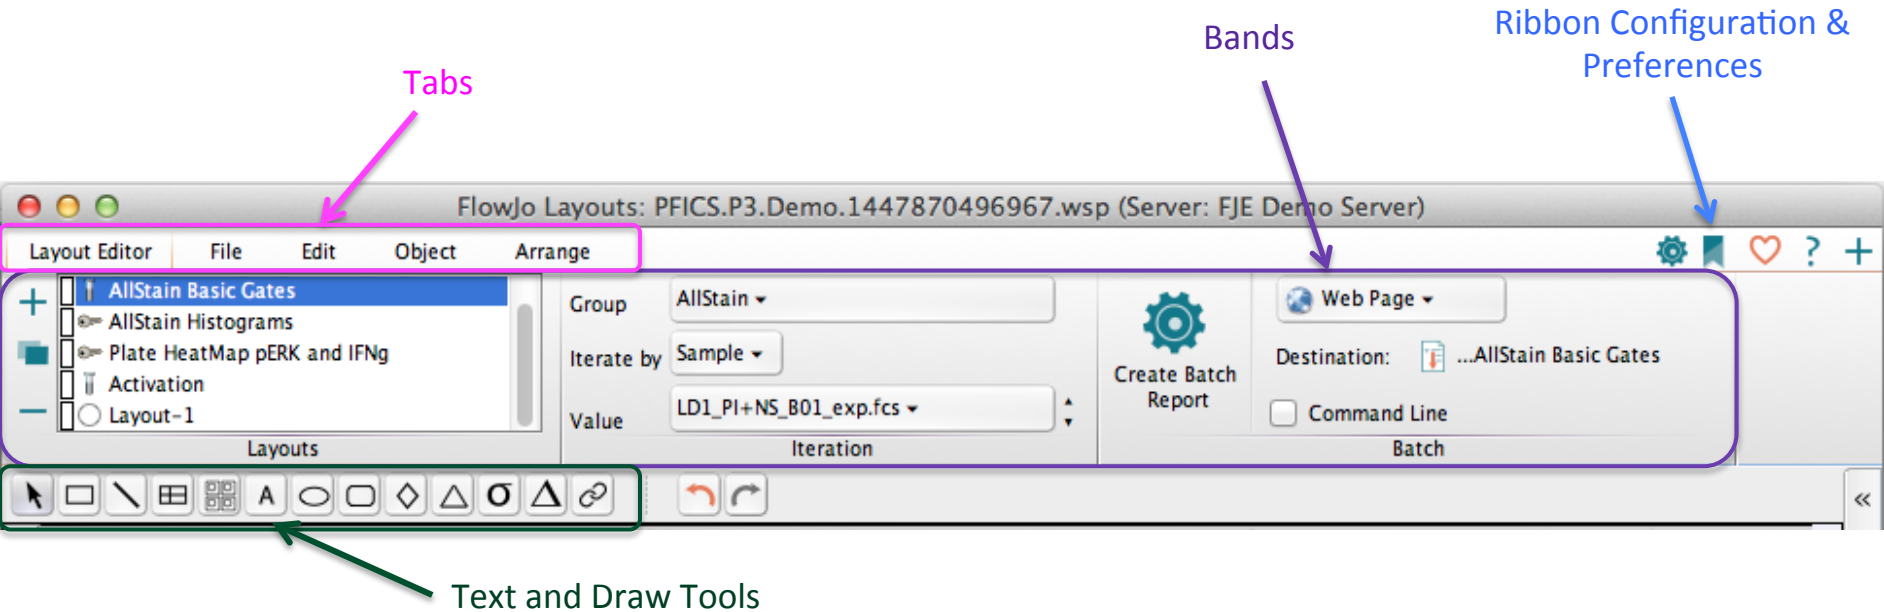 Ribbon Configuration &
Preferences
Bands
Tabs
FlowJo Layouts: PFICS.P3.Demo.1447870496967.wsp (Server: FJE Demo Server)
Layout Editor File Edit Object Arrange
?
AllStain Basic Gates
AllStain Histograms
Plate HeatMap pERK and IFNg
Activation
Layout-1
Layouts
Group AllStain
Iterate by Sample
Value LD1_PI+NS_B01_exp.fcs
Iteration
Create Batch
Report
Web Page
Destination: ...AllStain Basic Gates
Command Line
Batch
A σ Δ
«
Text and Draw Tools